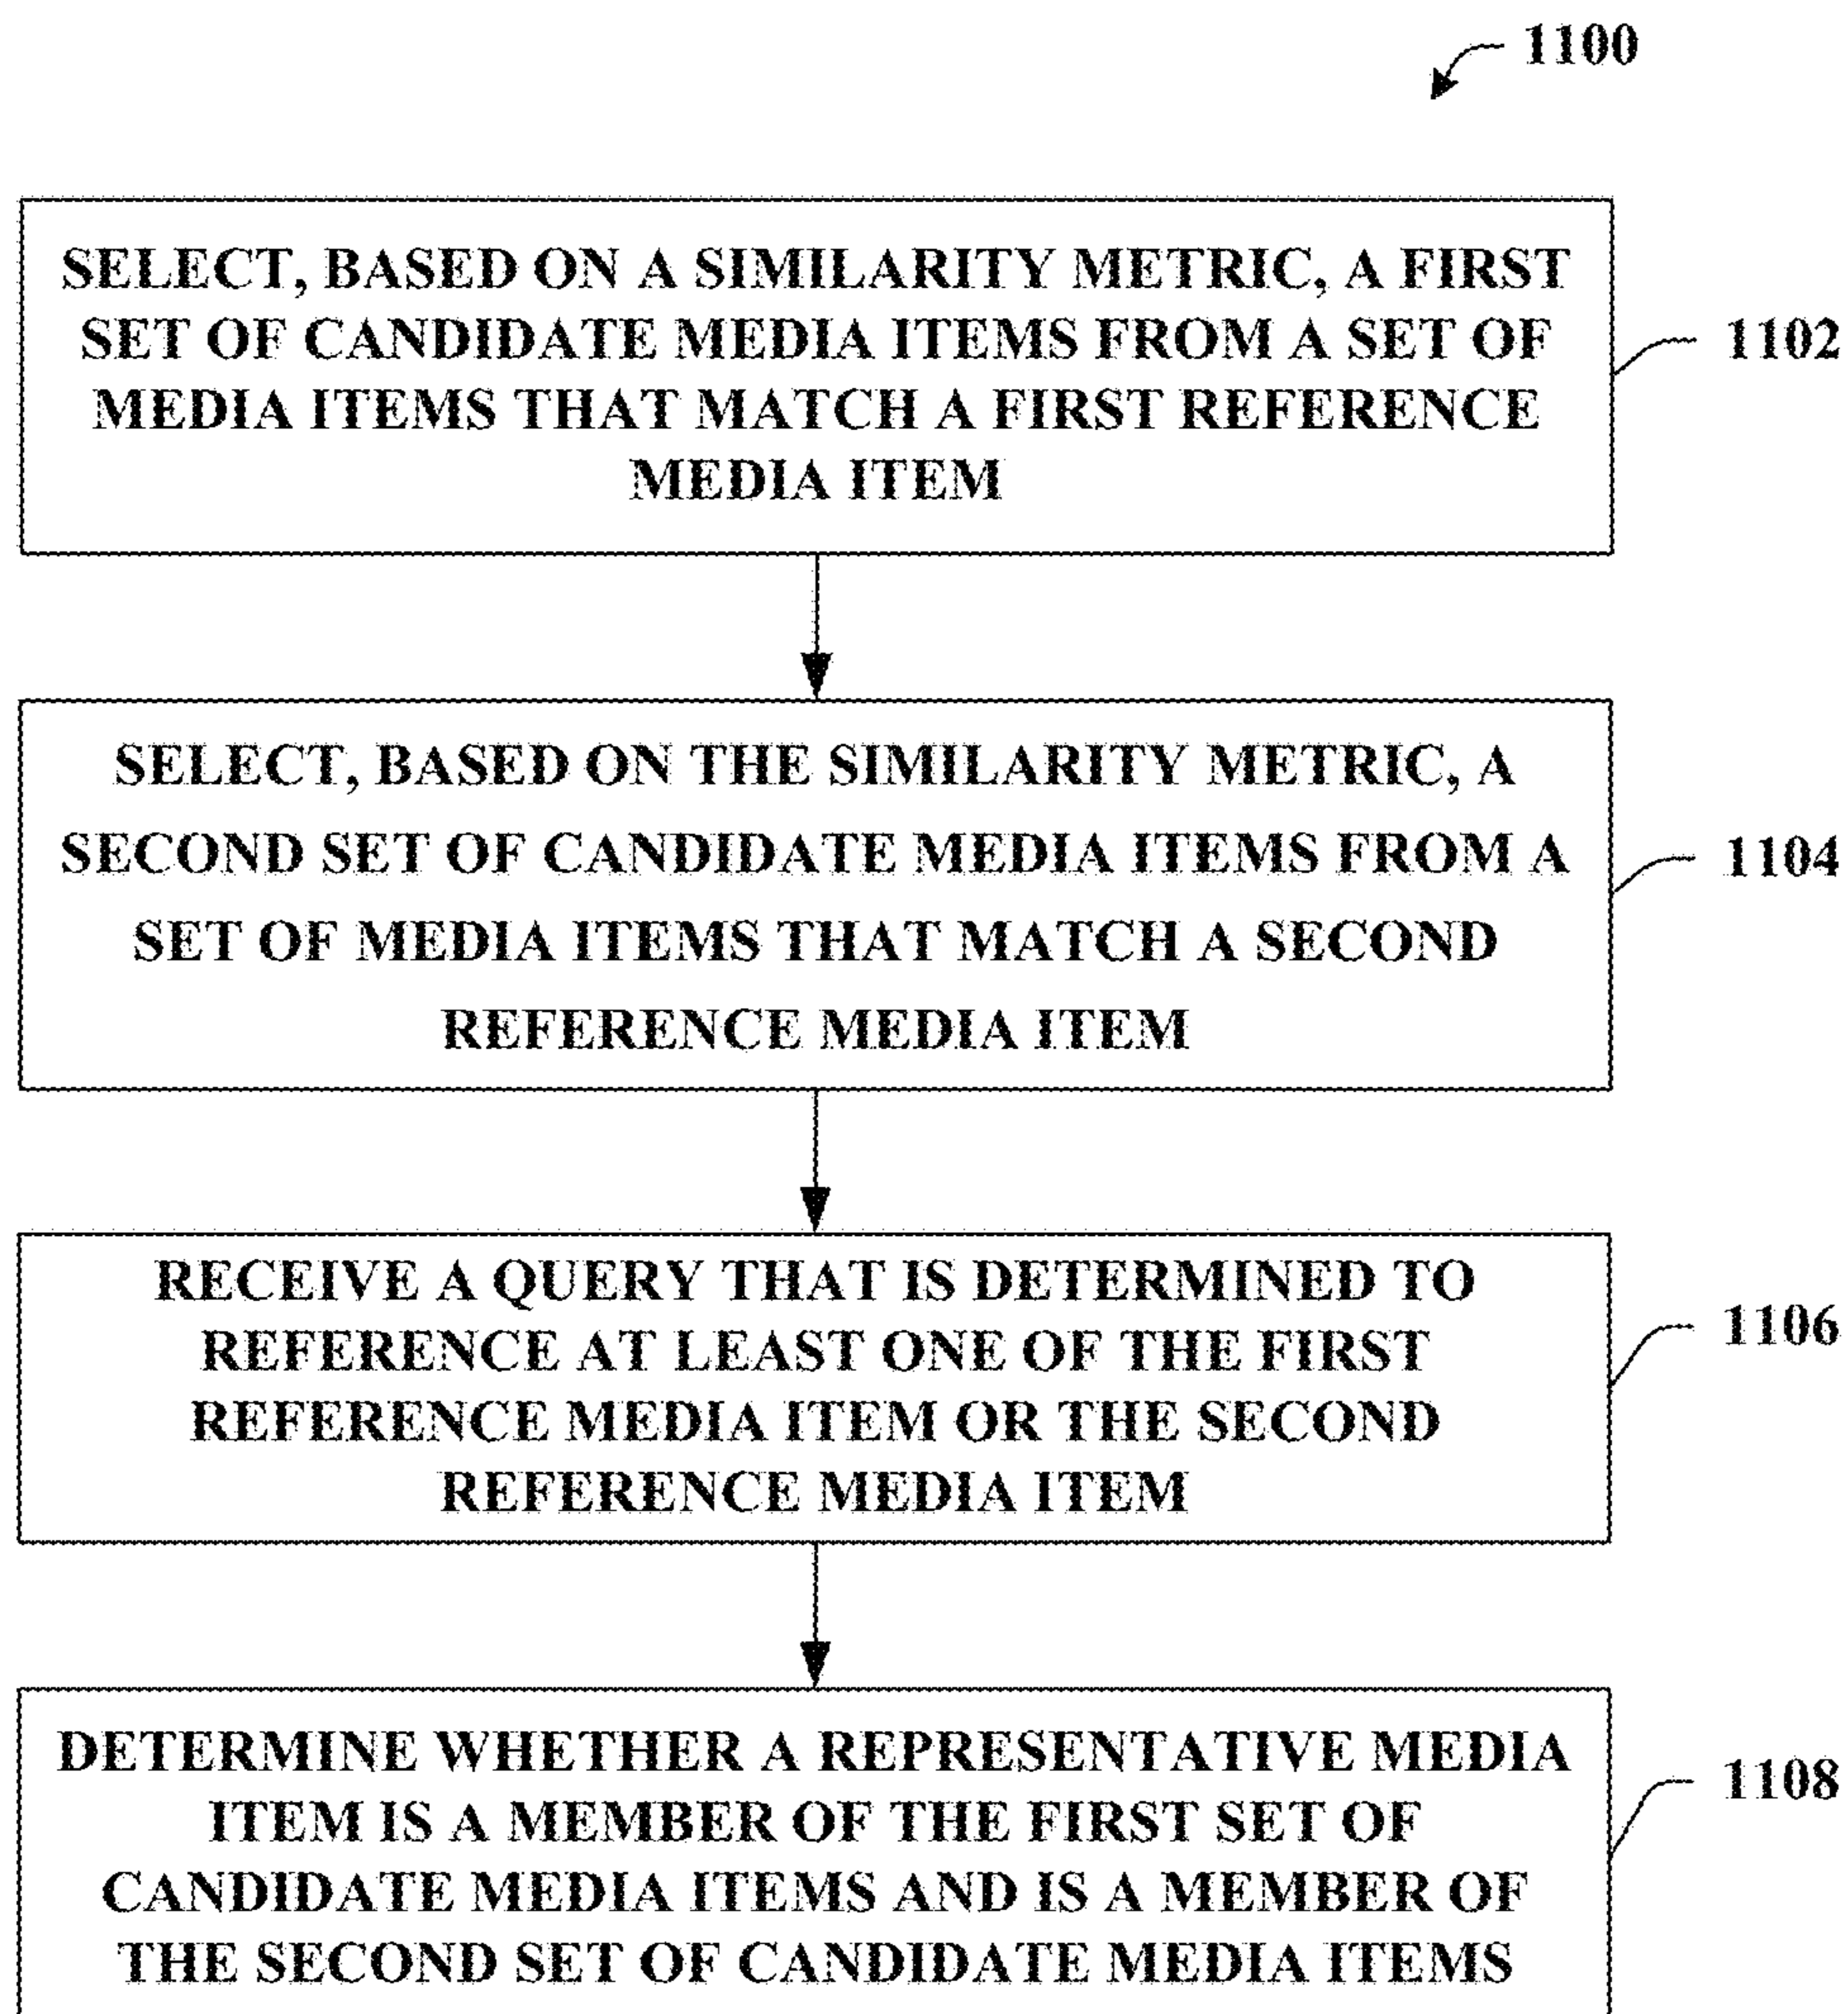 1100
SELECT, BASED ON A SIMILARITY METRIC, A FIRST
SET OF CANDIDATE MEDIA ITEMS FROM A SET OF
MEDIA ITEMS THAT MATCH A FIRST REFERENCE
MEDIA ITEM
1102
SELECT, BASED ON THE SIMILARITY METRIC, A
SECOND SET OF CANDIDATE MEDIA ITEMS FROM A
SET OF MEDIA ITEMS THAT MATCH A SECOND
REFERENCE MEDIA ITEM
1104
RECEIVE A QUERY THAT IS DETERMINED TO
REFERENCE AT LEAST ONE OF THE FIRST
REFERENCE MEDIA ITEM OR THE SECOND
REFERENCE MEDIA ITEM
1106
DETERMINE WHETHER A REPRESENTATIVE MEDIA
ITEM IS A MEMBER OF THE FIRST SET OF
CANDIDATE MEDIA ITEMS AND IS A MEMBER OF
THE SECOND SET OF CANDIDATE MEDIA ITEMS
1108